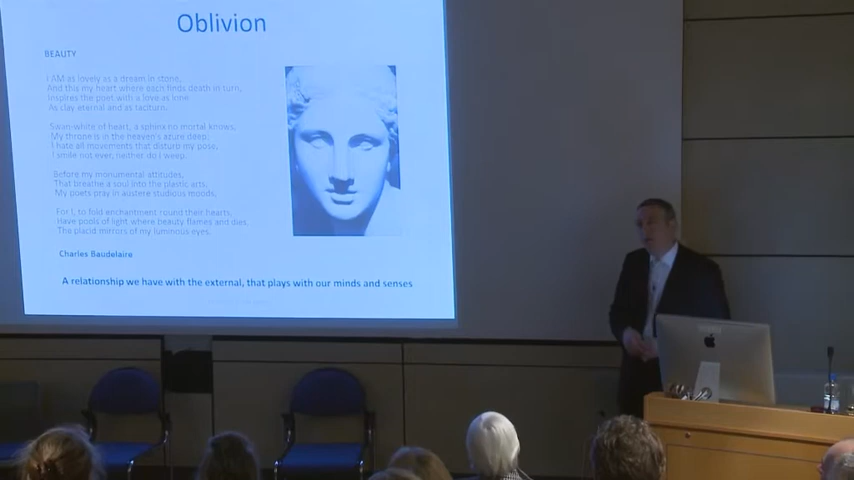 Oblivion
BEAUTY
I AM as lovely as a dream in stone,
And this my heart where each finds death in turn,
Inspires the poet with a love as lone
As clay eternal and as taciturn.
Swan-white of heart, a sphinx no mortal knows,
My throne is in the heaven's azure deep;
I hate all movements that disturb my pose,
I smile not ever, neither do I weep.
Before my monumental attitudes,
That breathe a soul into the plastic arts,
My poets pray in austere studious moods,
For I, to fold enchantment round their hearts,
Have pools of light where beauty flames and dies,
The placid mirrors of my luminous eyes.
Charles Baudelaire
A relationship we have with the external, that plays with our minds and senses